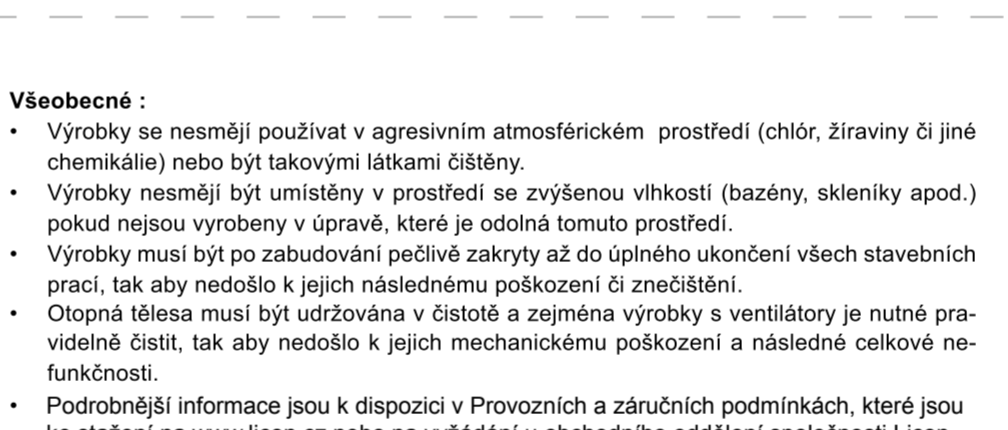 Všeobecné :
• Výrobky se nesmějí používat v agresivním atmosférickém  prostředí (chlór, žíraviny či jiné
chemikálie) nebo být takovými látkami čištěny.
• Výrobky nesmějí být umístěny v prostředí se zvýšenou vlhkostí (bazény, skleníky apod.)
pokud nejsou vyrobeny v úpravě, které je odolná tomuto prostředí.
• Výrobky musí být po zabudování pečlivě zakryty až do úplného ukončení všech stavebních
prací, tak aby nedošlo k jejich následnému poškození či znečištění.
• Otopná tělesa musí být udržována v čistotě a zejména výrobky s ventilátory je nutné pra-
videlně čistit, tak aby nedošlo k jejich mechanickému poškození a následné celkové ne-
funkčnosti.
• Podrobnější informace jsou k dispozici v Provozních a záručních podmínkách, které jsou